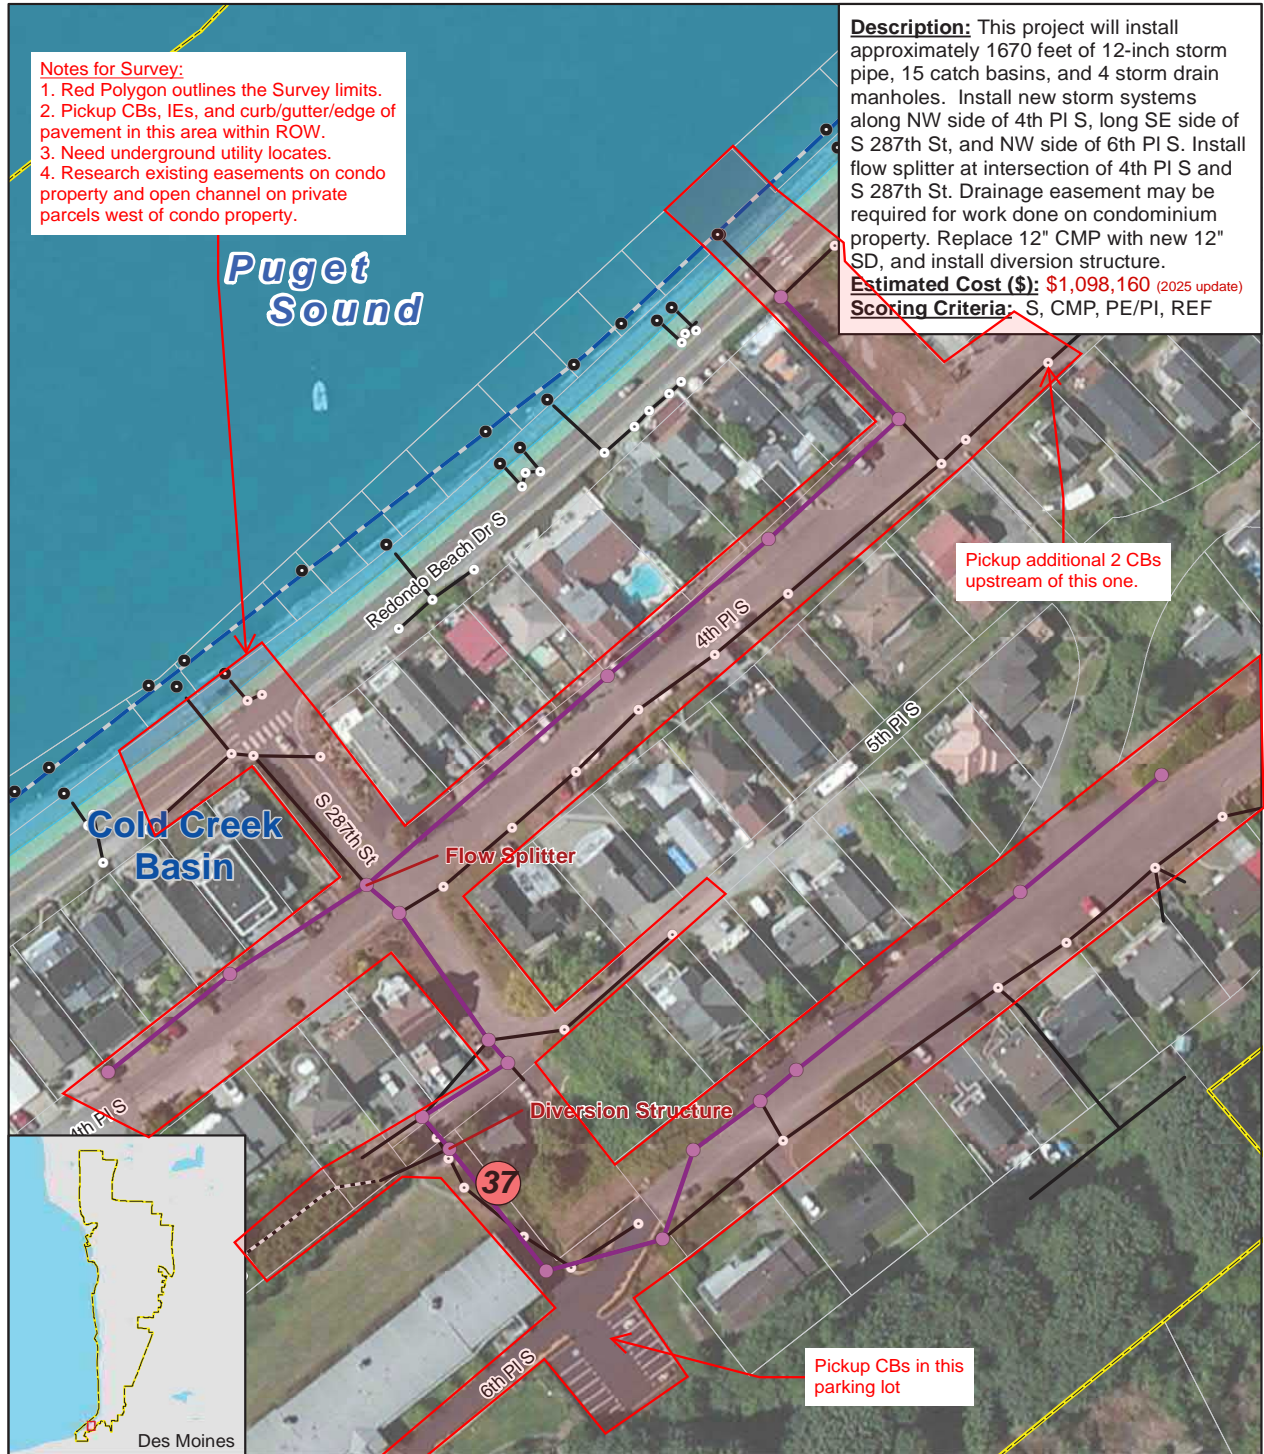 Notes for Survey:
1. Red Polygon outlines the Survey limits.
2. Pickup CBs, IEs, and curb/gutter/edge of
pavement in this area within ROW.
3. Need underground utility locates.
4. Research existing easements on condo
property and open channel on private
parcels west of condo property.
Description: This project will install
approximately 1670 feet of 12-inch storm
pipe, 15 catch basins, and 4 storm drain
manholes.  Install new storm systems
along NW side of 4th Pl S, long SE side of
S 287th St, and NW side of 6th Pl S. Install
flow splitter at intersection of 4th Pl S and
S 287th St. Drainage easement may be
required for work done on condominium
property. Replace 12" CMP with new 12"
SD, and install diversion structure.
Estimated Cost ($): $1,098,160 (2025 update)
Scoring Criteria:  S, CMP, PE/PI, REF
Puget
Sound
Redondo Beach Dr S
Pickup additional 2 CBs
upstream of this one.
4th Pl S
5th Pl S
S 287th St
Cold Creek
Basin
Flow Splitter
4th Pl S
Diversion Structure
37
6th Pl S
Pickup CBs in this
parking lot
Des Moines